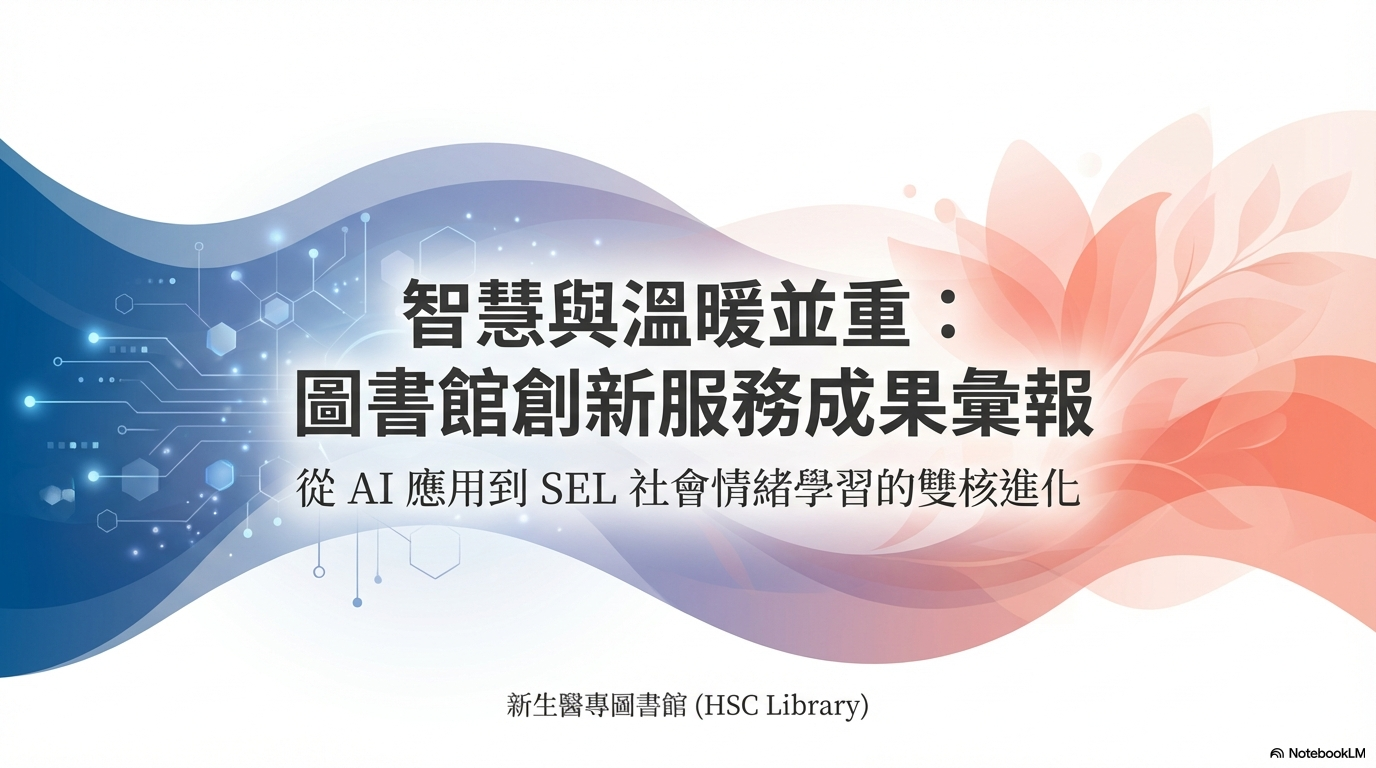 智慧與溫暖並重：
圖書館創新服務成果彙報
從 AI 應用到 SEL 社會情緒學習的雙核進化
新生醫專圖書館 (HSC Library)
NotebookLM